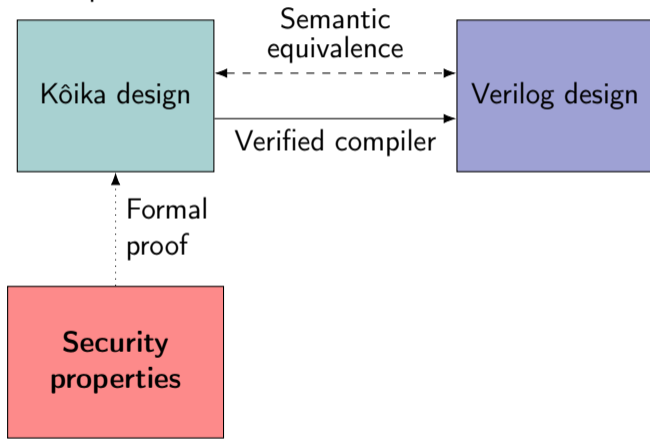 Semantic
equivalence
Kôika design
Verilog design
Verified compiler
Formal
proof
Security
properties